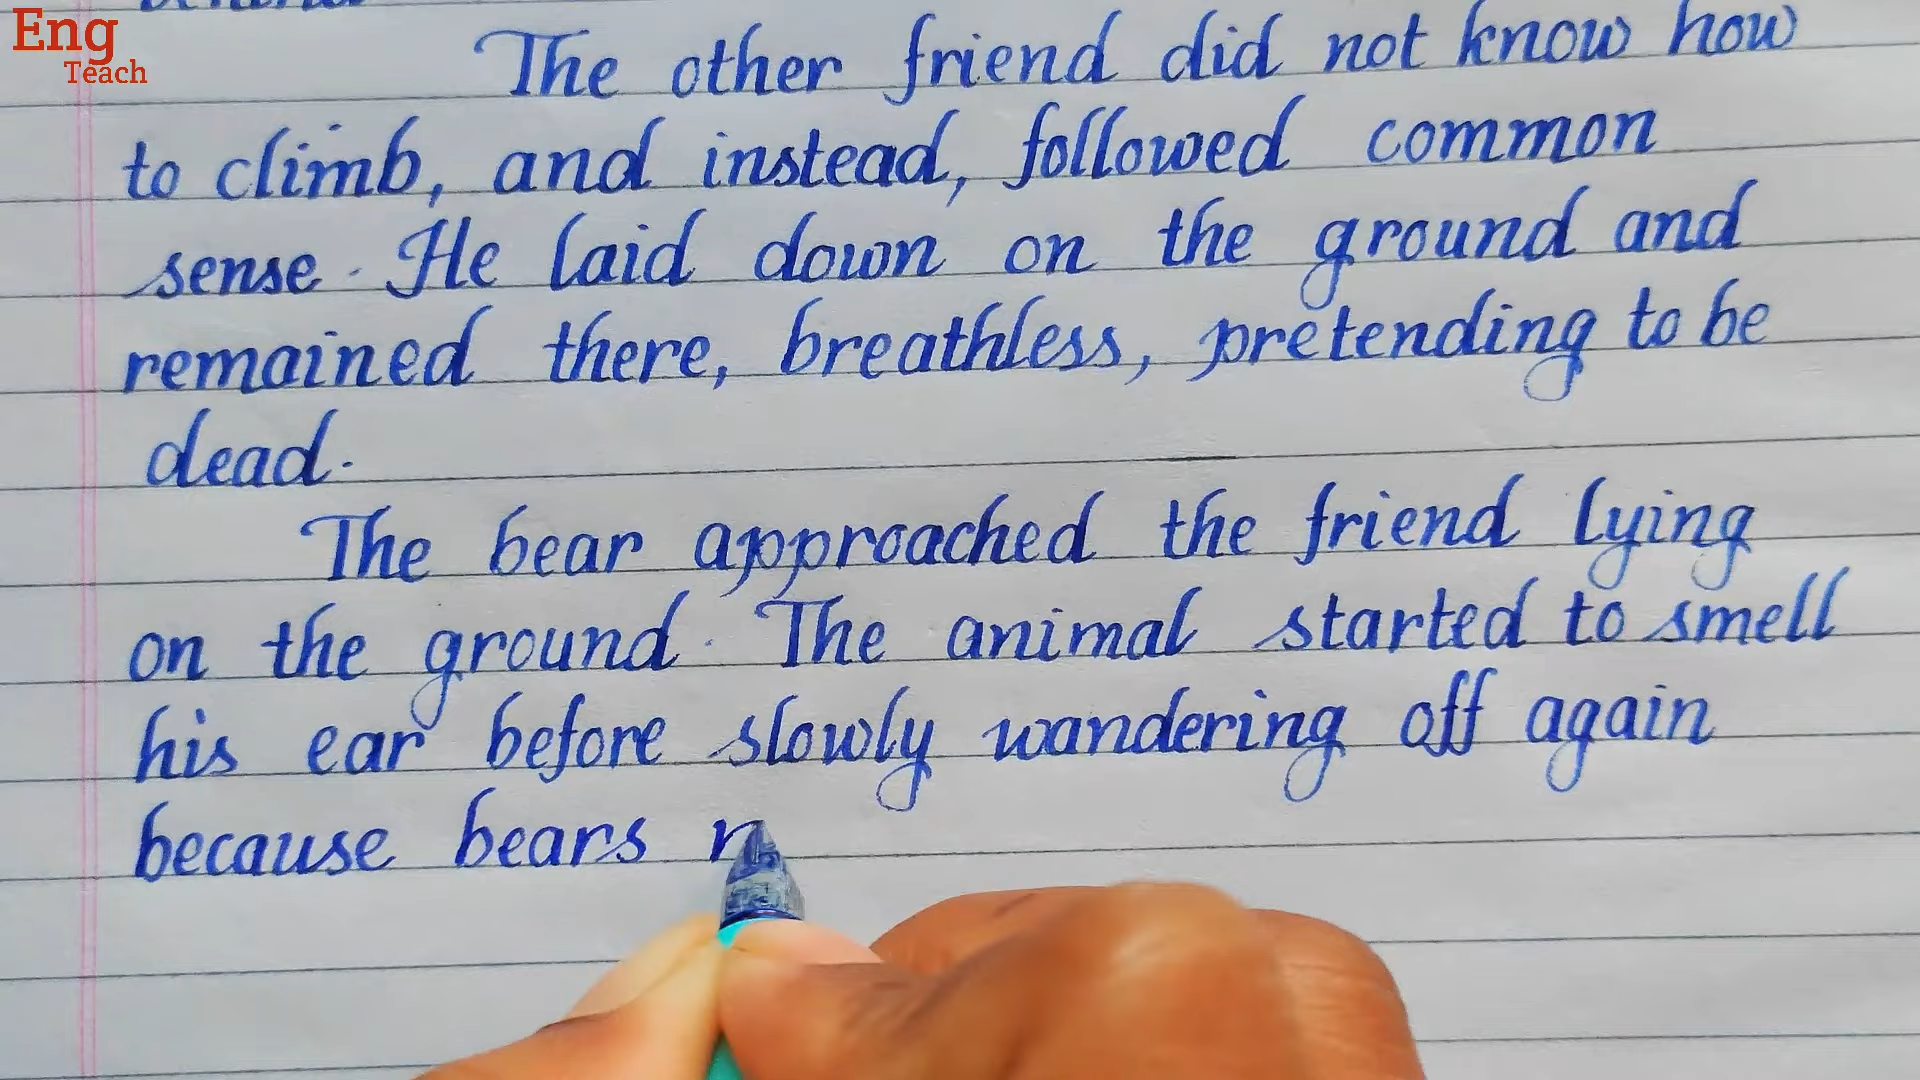 Eng
Teach
The other friend did not know how
to climb, and instead, followed common
sense. He laid down on the ground and
remained there, breathless, pretending to be
dead.
The bear approached the friend lying
on the ground. The animal started to smell
his ear before slowly wandering off again
because bears